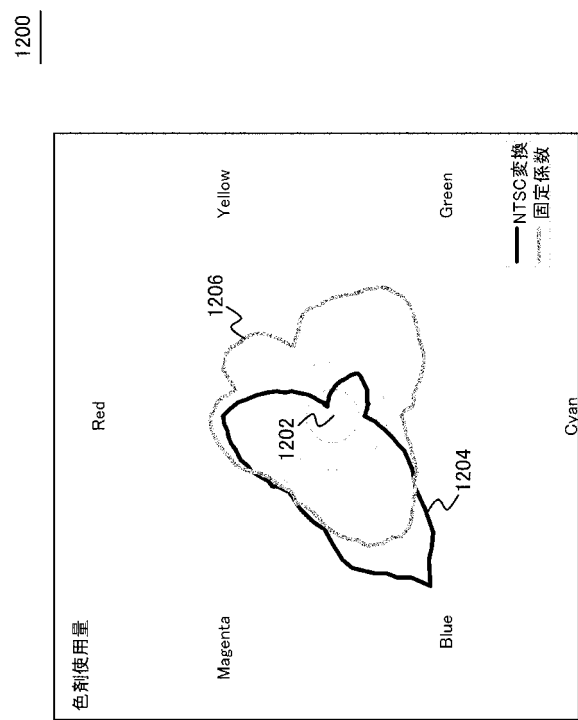 1200
色剤使用量
Red
Magenta
Yellow
1206
1202
1204
Blue
Green
Cyan
NTSC変換
固定係数